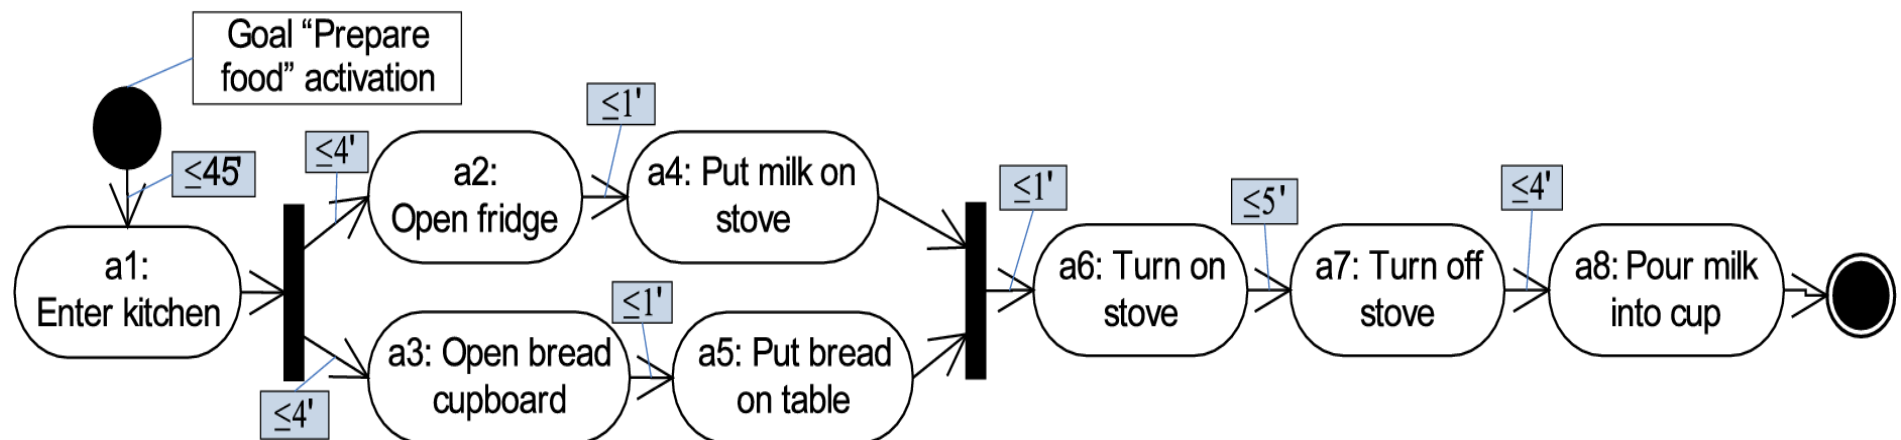 Goal “Prepare
food” activation
≤45'
a1:
Enter kitchen
≤4'
a2:
Open fridge
≤1'
a4: Put milk on
stove
≤4'
a3: Open bread
cupboard
≤1'
a5: Put bread
on table
≤1'
a6: Turn on
stove
≤5'
a7: Turn off
stove
≤4'
a8: Pour milk
into cup